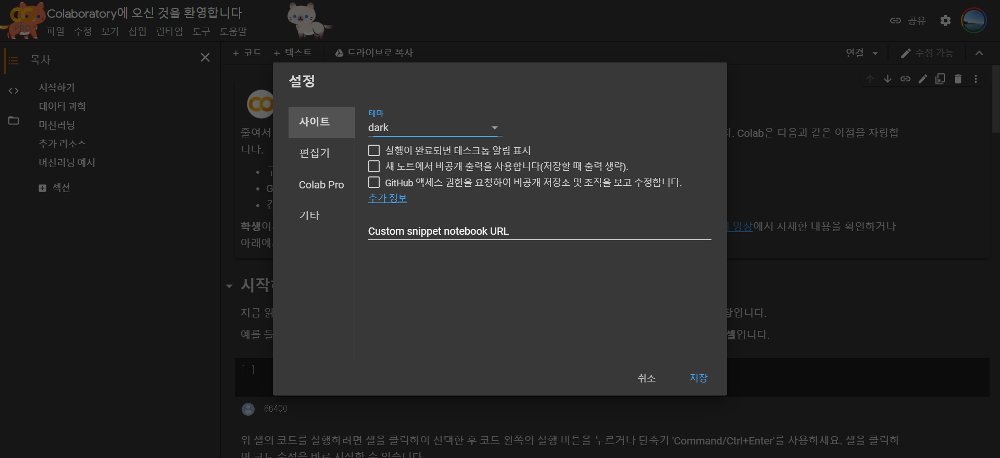 Colaboratory에 오신 것을 환영합니다
PRO
파일 수정 보기 삽입 런타임 도구 도움말
공유
목차
+ 코드 + 텍스트 드라이브로 복사
연결 수정 가능
시작하기
데이터 과학
머신러닝
추가 리소스
머신러닝 예시
섹션
설정
사이트
편집기
Colab Pro
기타
테마
dark
실행이 완료되면 데스크톱 알림 표시
새 노트에서 비공개 출력을 사용합니다(저장할 때 출력 생략).
GitHub 액세스 권한을 요청하여 비공개 저장소 및 조직을 보고 수정합니다.
추가 정보
Custom snippet notebook URL
취소 저장
줄여서 다. Colab은 다음과 같은 이점을 자랑합
니다.
학생이 영상에서 자세한 내용을 확인하거나
아래에
시작
지금 읽 장입니다.
예를 들 셀입니다.
[ ]
86400
위 셀의 코드를 실행하려면 셀을 클릭하여 선택한 후 코드 왼쪽의 실행 버튼을 누르거나 단축키 'Command/Ctrl+Enter'를 사용하세요. 셀을 클릭하
면 코드 수정을 바로 시작할 수 있습니다